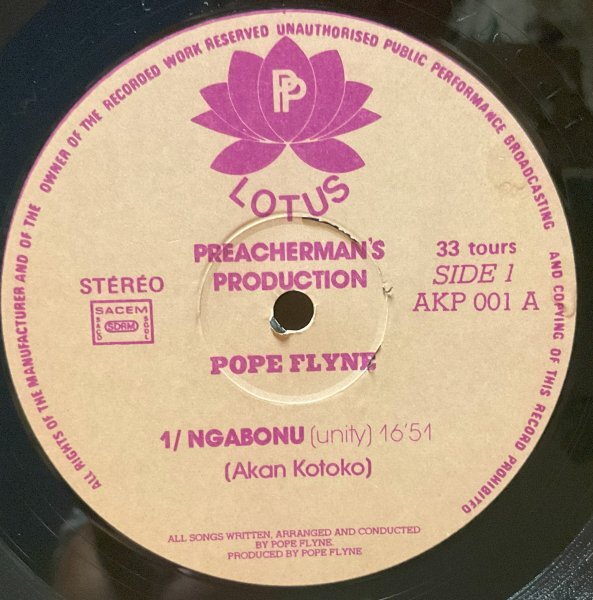 ALL RIGHTS OF THE MANUFACTURER AND OF THE OWNER OF THE RECORDED WORK RESERVED UNAUTHORISED PUBLIC PERFORMANCE BROADCASTING AND COPYING OF THIS RECORD PROHIBITED
PP
LOTUS
PREACHERMAN'S
PRODUCTION
STÉRÉO
SACEM
SDRM
SACD
SGDL
33 tours
SIDE 1
AKP 001 A
POPE FLYNE
1/ NGABONU (unity) 16'51
(Akan Kotoko)
ALL SONGS WRITTEN, ARRANGED AND CONDUCTED
BY POPE FLYNE.
PRODUCED BY POPE FLYNE